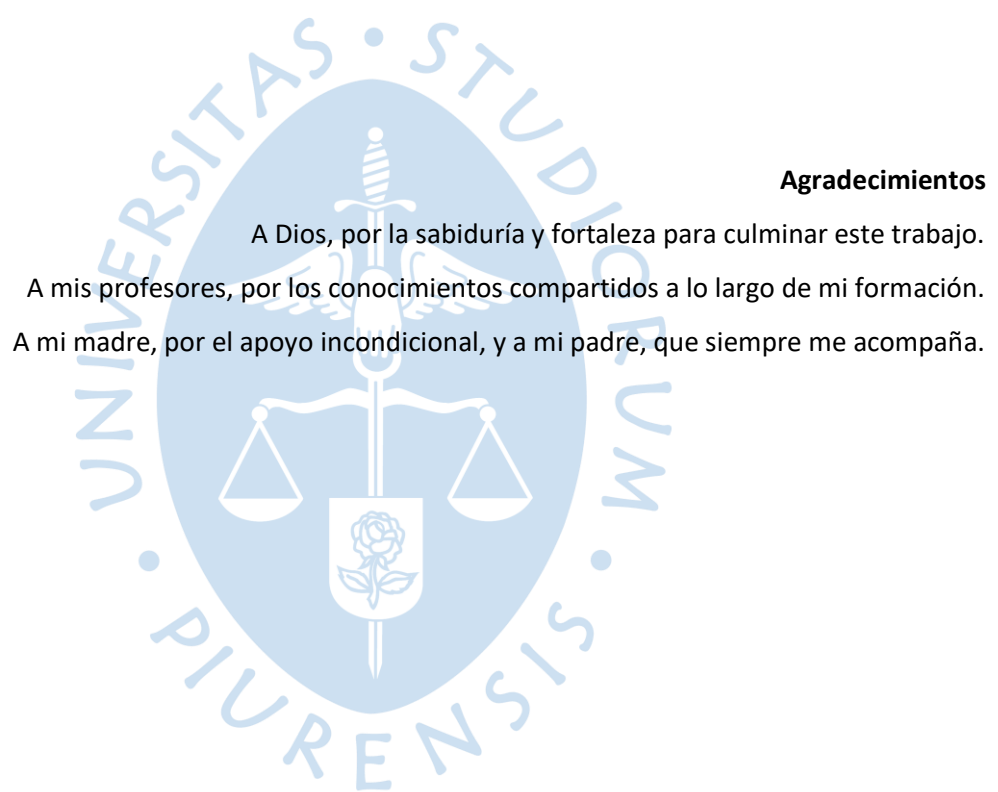 UNIVERSITAS • STUDIORUM • PIURENSIS •
Agradecimientos
A Dios, por la sabiduría y fortaleza para culminar este trabajo.
A mis profesores, por los conocimientos compartidos a lo largo de mi formación.
A mi madre, por el apoyo incondicional, y a mi padre, que siempre me acompaña.